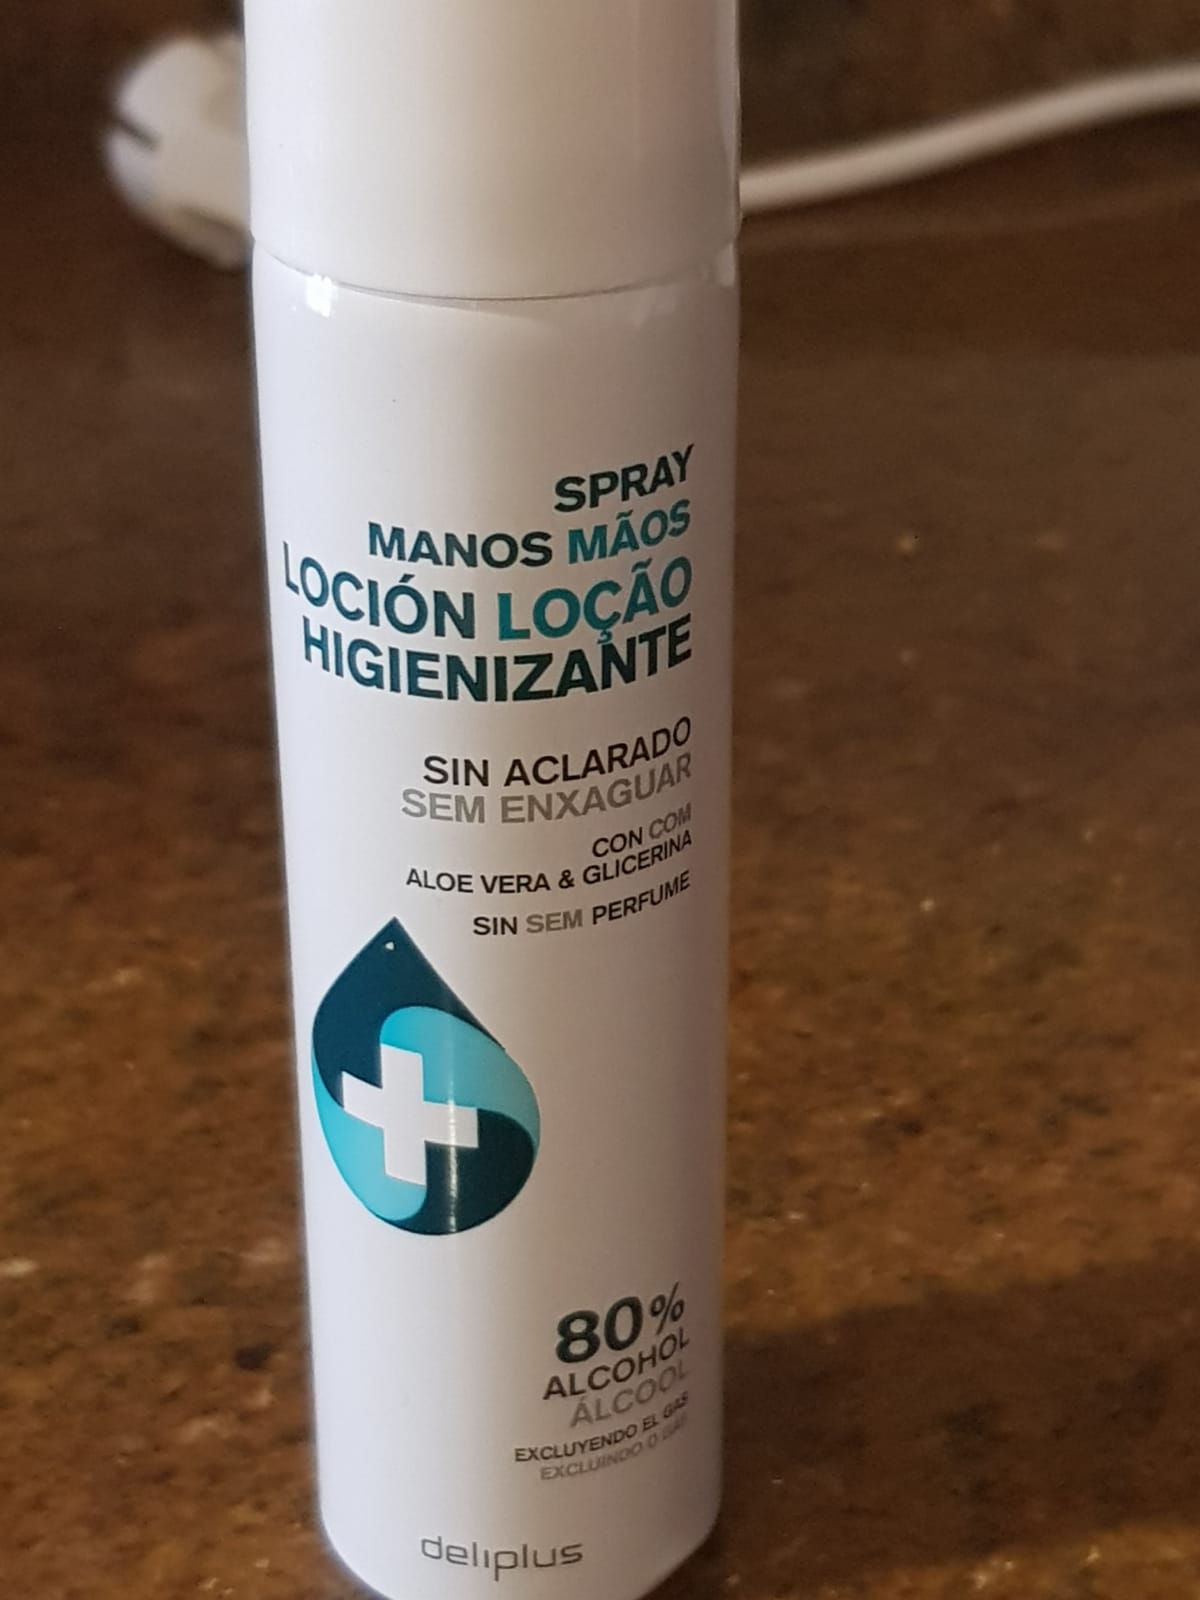 SPRAY
MANOS MÃOS
LOCIÓN LOÇÃO
HIGIENIZANTE
SIN ACLARADO
SEM ENXAGUAR
CON COM
ALOE VERA & GLICERINA
SIN SEM PERFUME
80%
ALCOHOL
ÁLCOOL
EXCLUYENDO EL GAS
EXCLUINDO O GÁS
deliplus